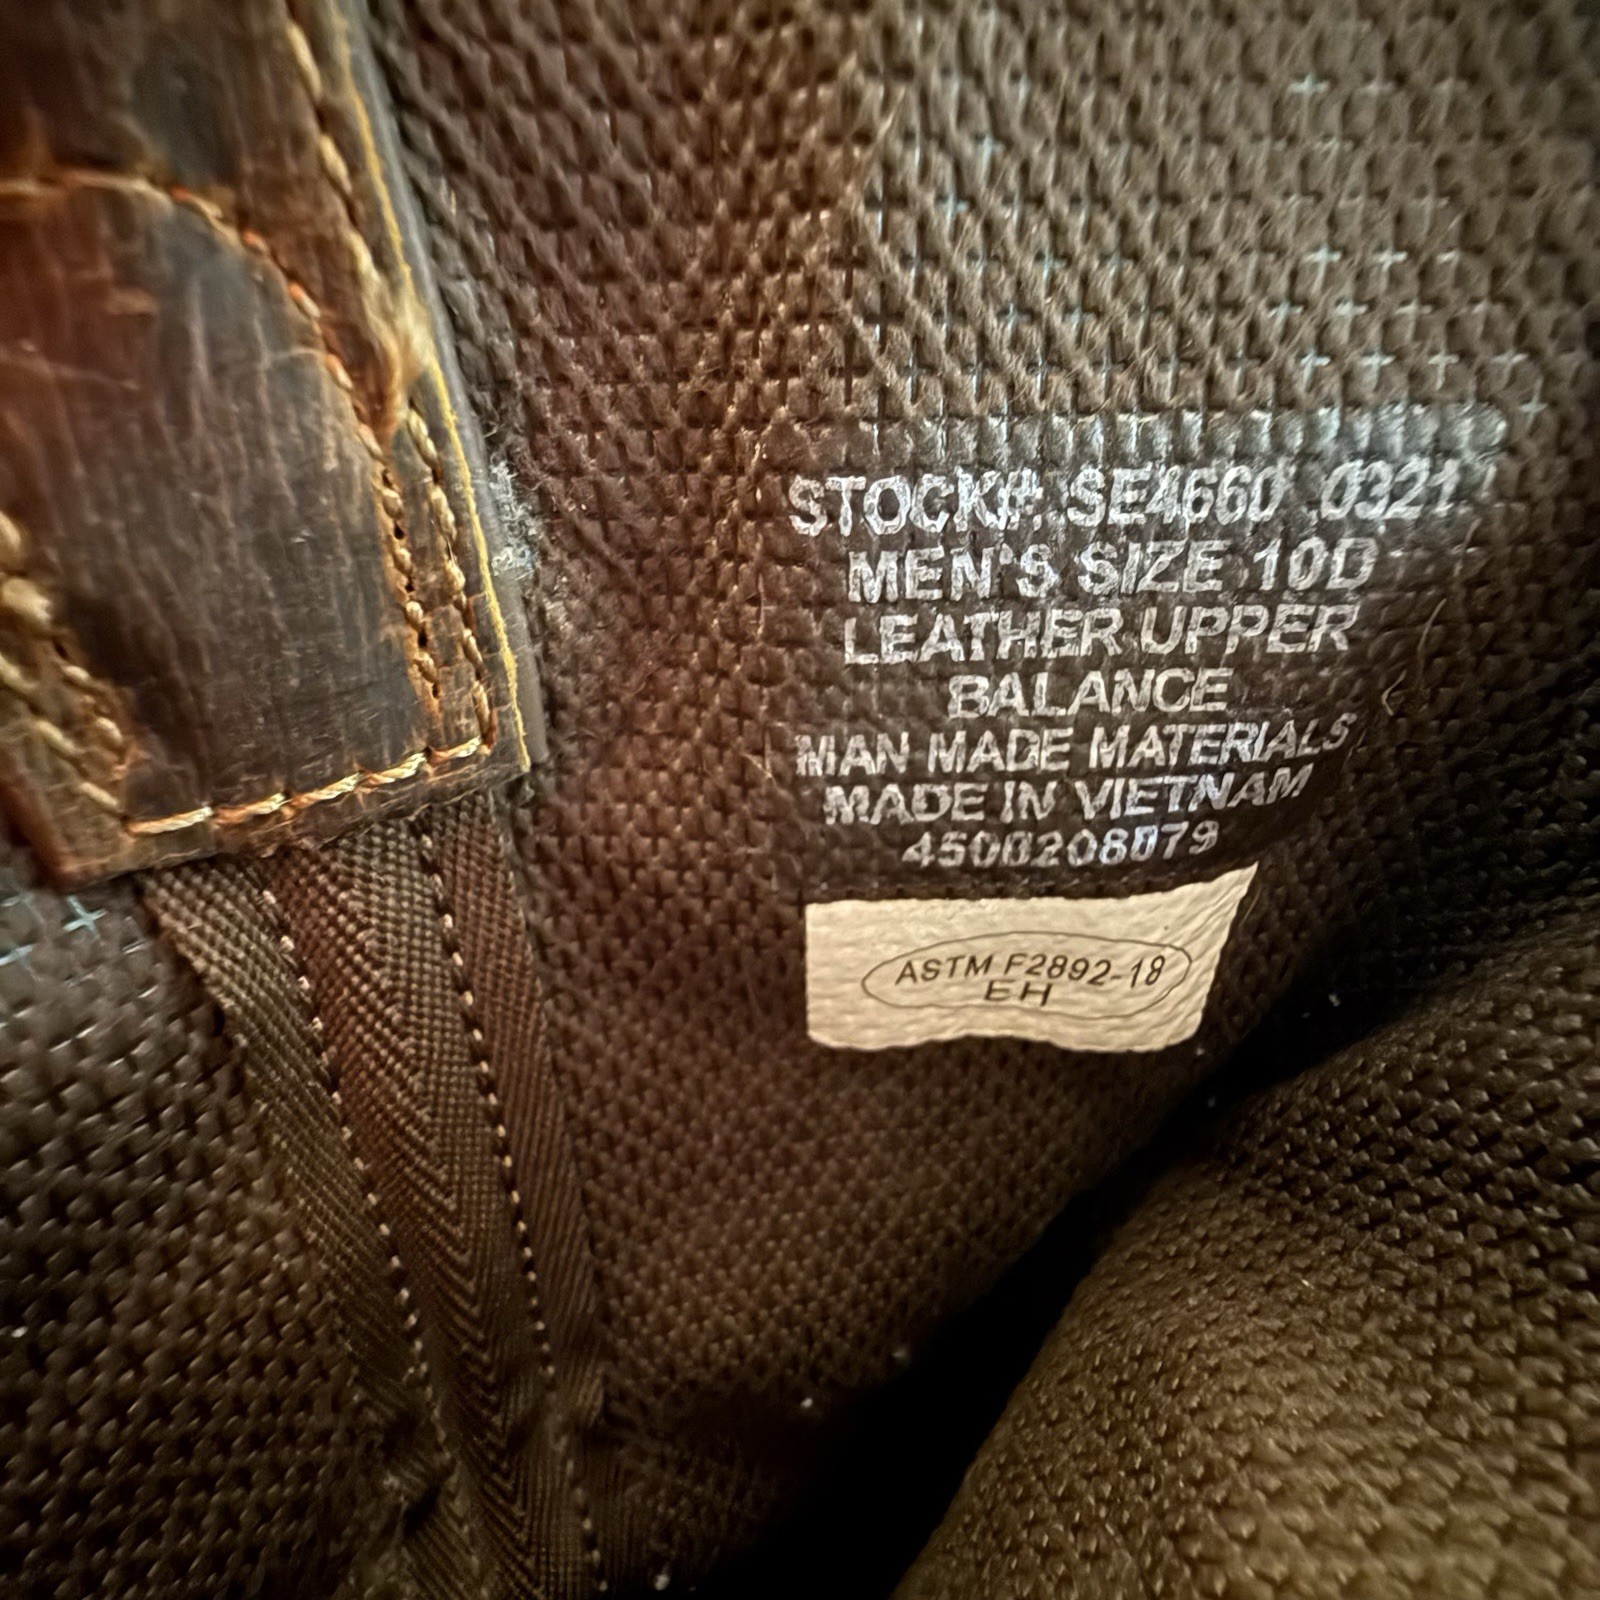 STOCK#: SE4660 0321
MEN'S SIZE 10D
LEATHER UPPER
BALANCE
MAN MADE MATERIALS
MADE IN VIETNAM
4500208079
ASTM F2892-18
EH